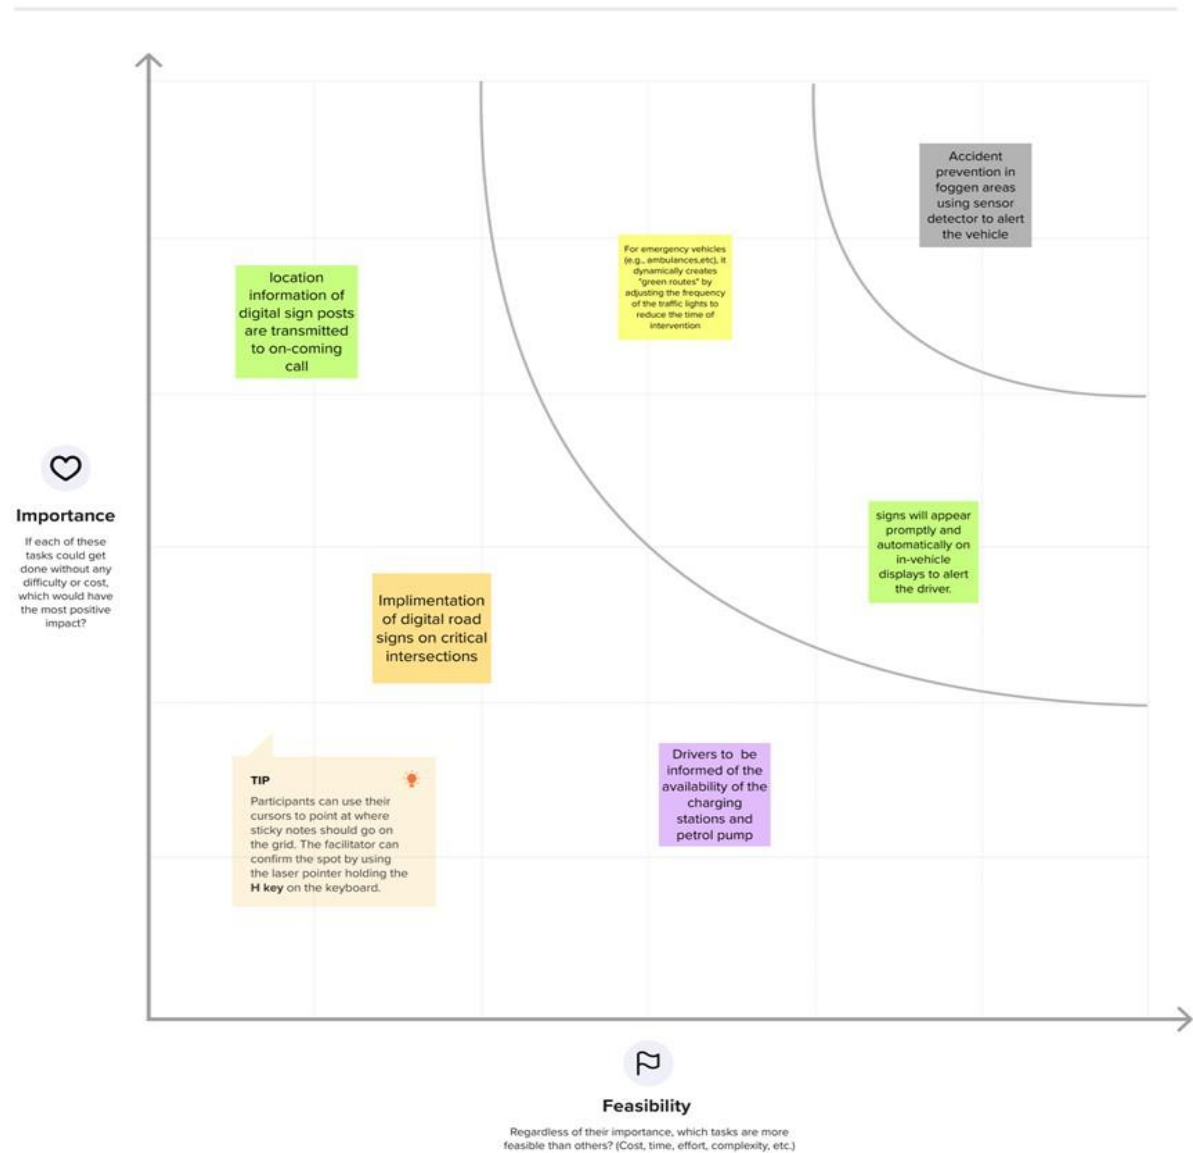 Accident
prevention in
foggen areas
using sensor
detector to alert
the vehicle
For emergency vehicles
(e.g., ambulances,etc), it
dynamically creates
"green routes" by
adjusting the frequency
of the traffic lights to
reduce the time of
intervention
location
information of
digital sign posts
are transmitted
to on-coming
call
Importance
If each of these
tasks could get
done without any
difficulty or cost,
which would have
the most positive
impact?
signs will appear
promptly and
automatically on
in-vehicle
displays to alert
the driver.
Implimentation
of digital road
signs on critical
intersections
Drivers to be
informed of the
availability of the
charging
stations and
petrol pump
TIP
Participants can use their
cursors to point at where
sticky notes should go on
the grid. The facilitator can
confirm the spot by using
the laser pointer holding the
H key on the keyboard.
Feasibility
Regardless of their importance, which tasks are more
feasible than others? (Cost, time, effort, complexity, etc.)